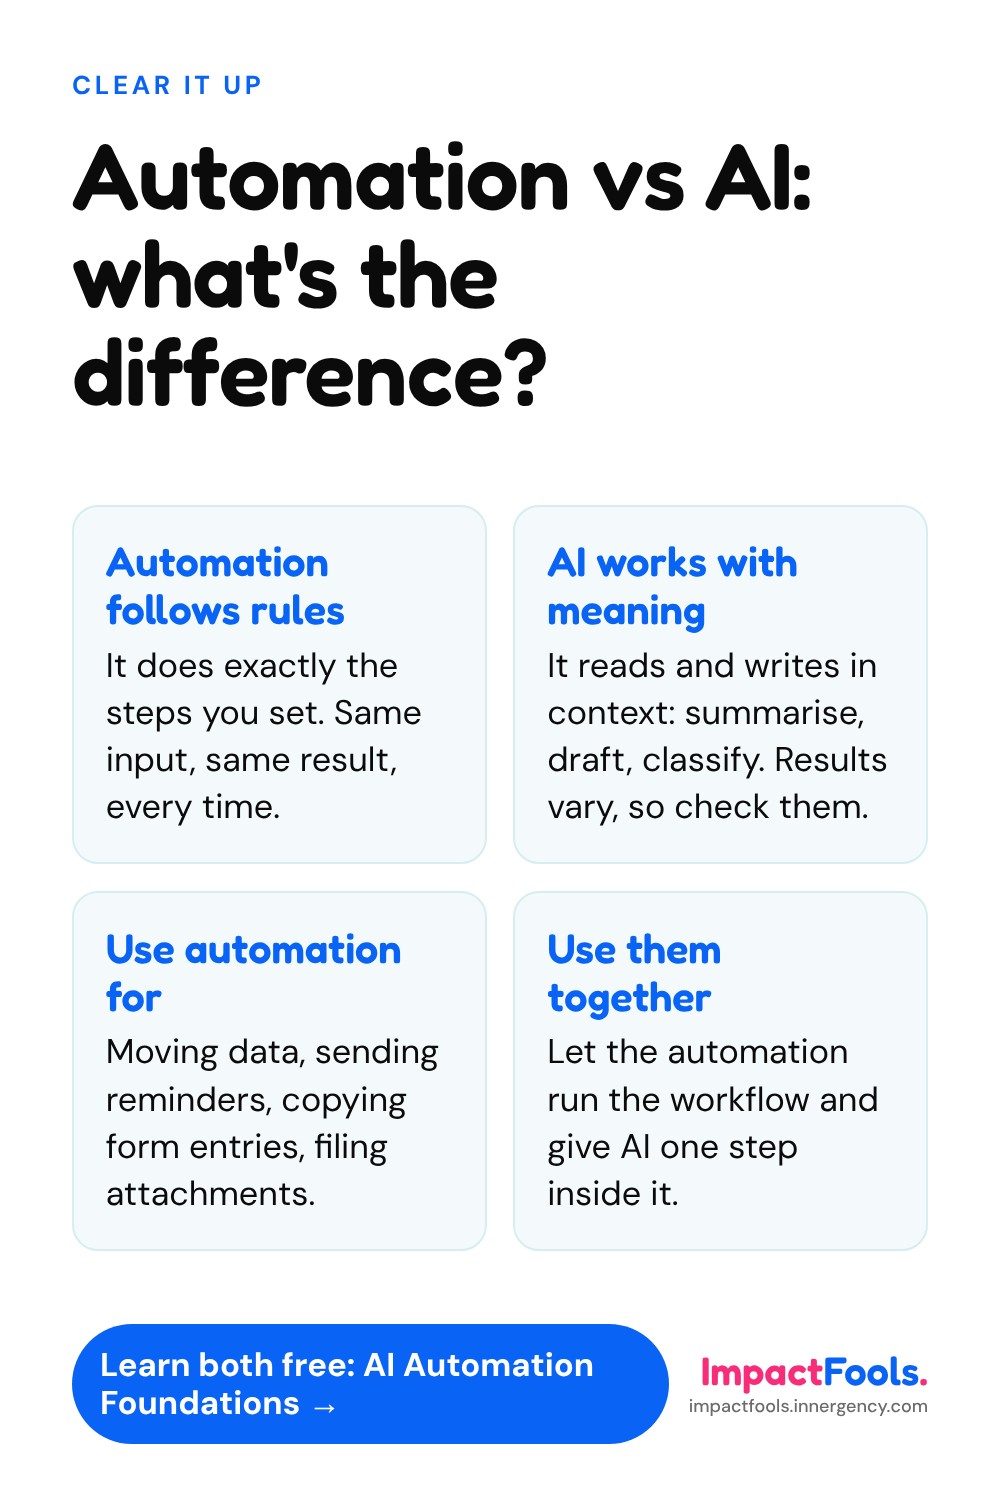 CLEAR IT UP
Automation vs AI:
what's the
difference?
Automation
follows rules
It does exactly the
steps you set. Same
input, same result,
every time.
AI works with
meaning
It reads and writes in
context: summarise,
draft, classify. Results
vary, so check them.
Use automation
for
Moving data, sending
reminders, copying
form entries, filing
attachments.
Use them
together
Let the automation
run the workflow and
give AI one step
inside it.
Learn both free: AI Automation
Foundations →
ImpactFools.
impactfools.innergency.com